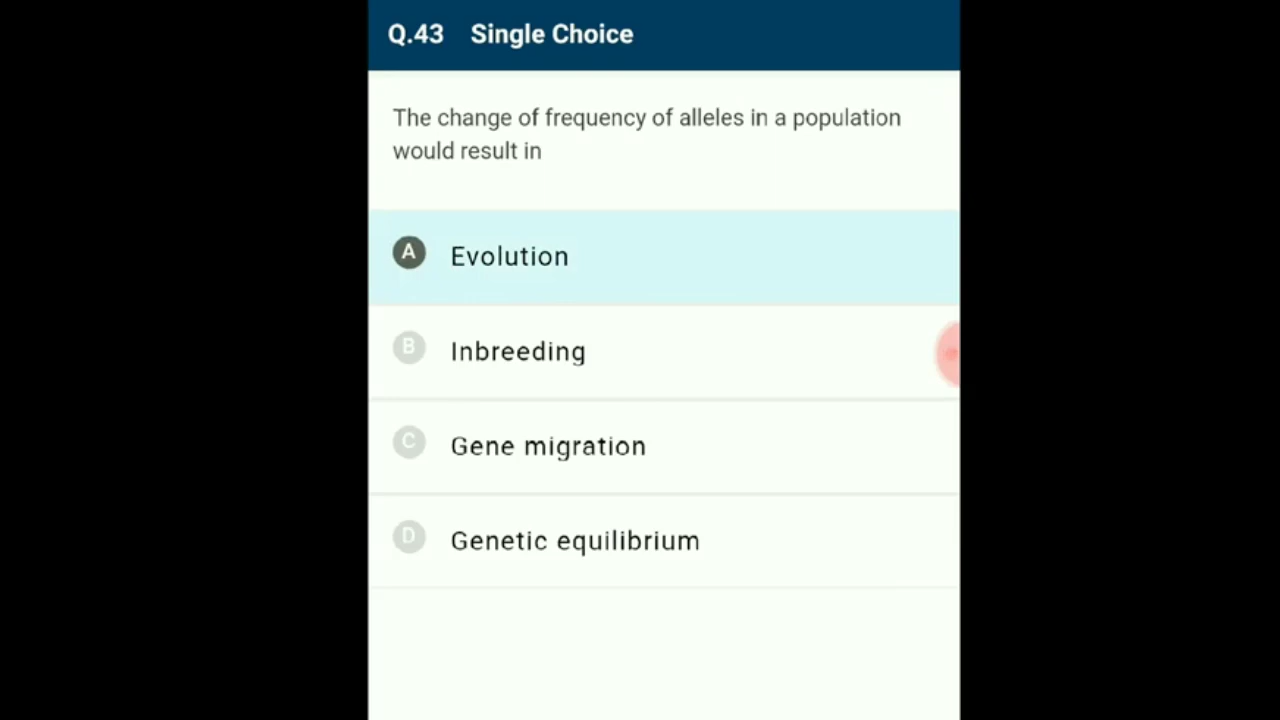 Q.43 Single Choice
The change of frequency of alleles in a population
would result in
A Evolution
B Inbreeding
C Gene migration
D Genetic equilibrium